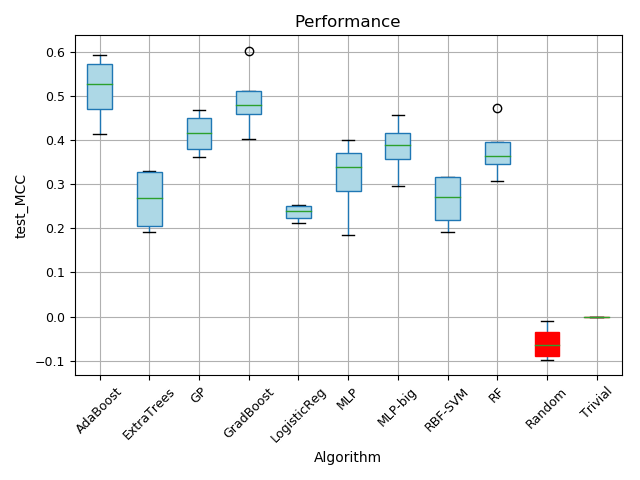 Performance
test_MCC
0.6
0.5
0.4
0.3
0.2
0.1
0.0
−0.1
AdaBoost
ExtraTrees
GP
GradBoost
LogisticReg
MLP
MLP-big
RBF-SVM
RF
Random
Trivial
Algorithm